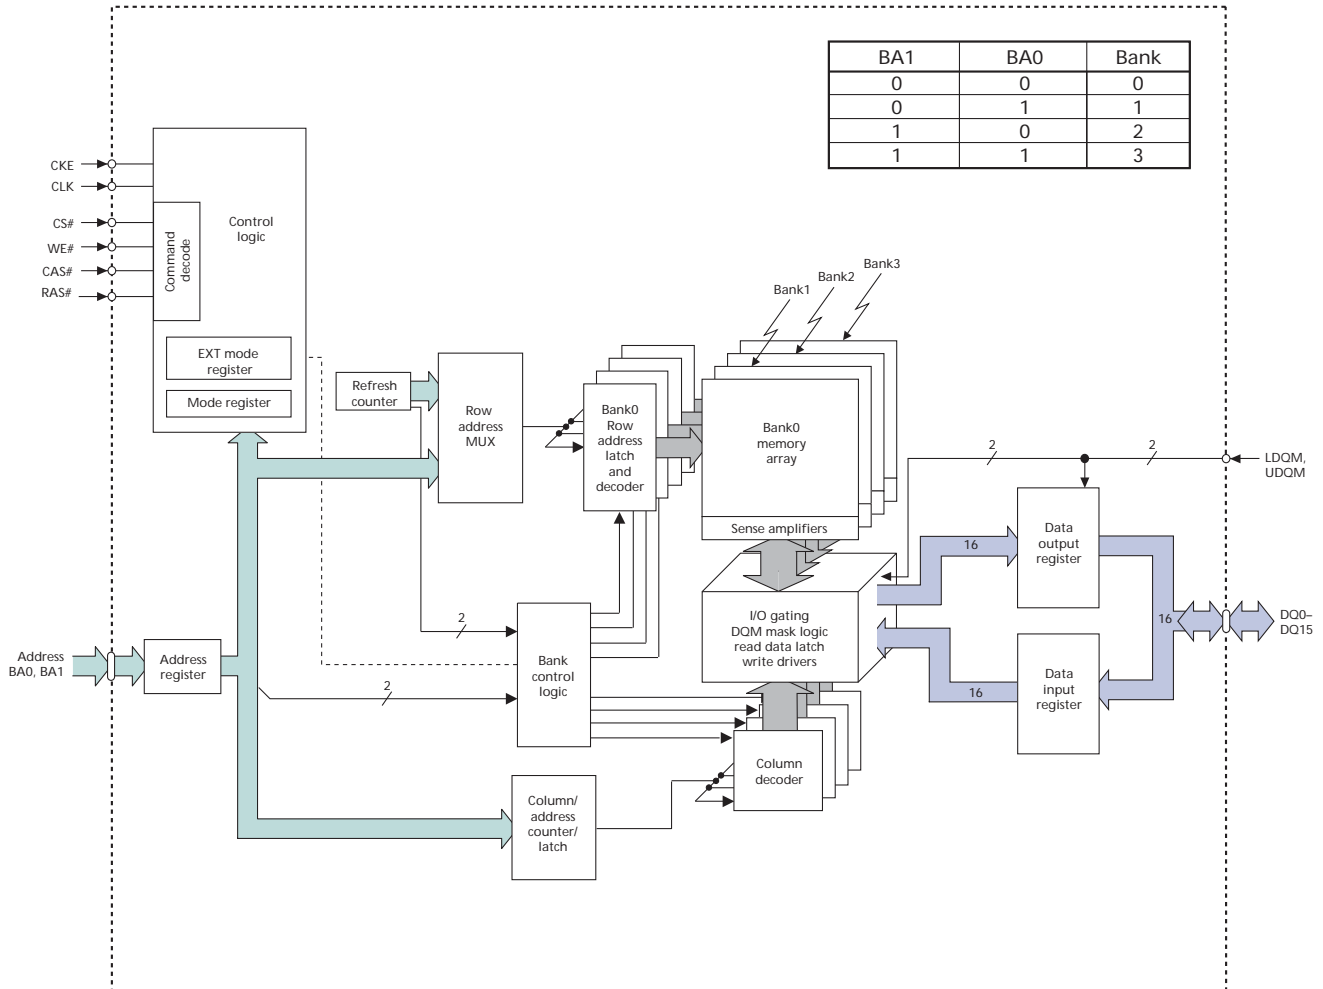 BA1 BA0 Bank
0 0 0
0 1 1
1 0 2
1 1 3
CKE
CLK
CS#
WE#
CAS#
RAS#
Command
decode
Control
logic
EXT mode
register
Mode register
Refresh
counter
Row
address
MUX
Bank0
Row
address
latch
and
decoder
Bank1
Bank2
Bank3
Bank0
memory
array
Sense amplifiers
2
2
LDQM,
UDQM
Data
output
register
16
I/O gating
DQM mask logic
read data latch
write drivers
16
DQ0–
DQ15
Data
input
register
16
Address
BA0, BA1
Address
register
2
2
Bank
control
logic
Column
decoder
Column/
address
counter/
latch